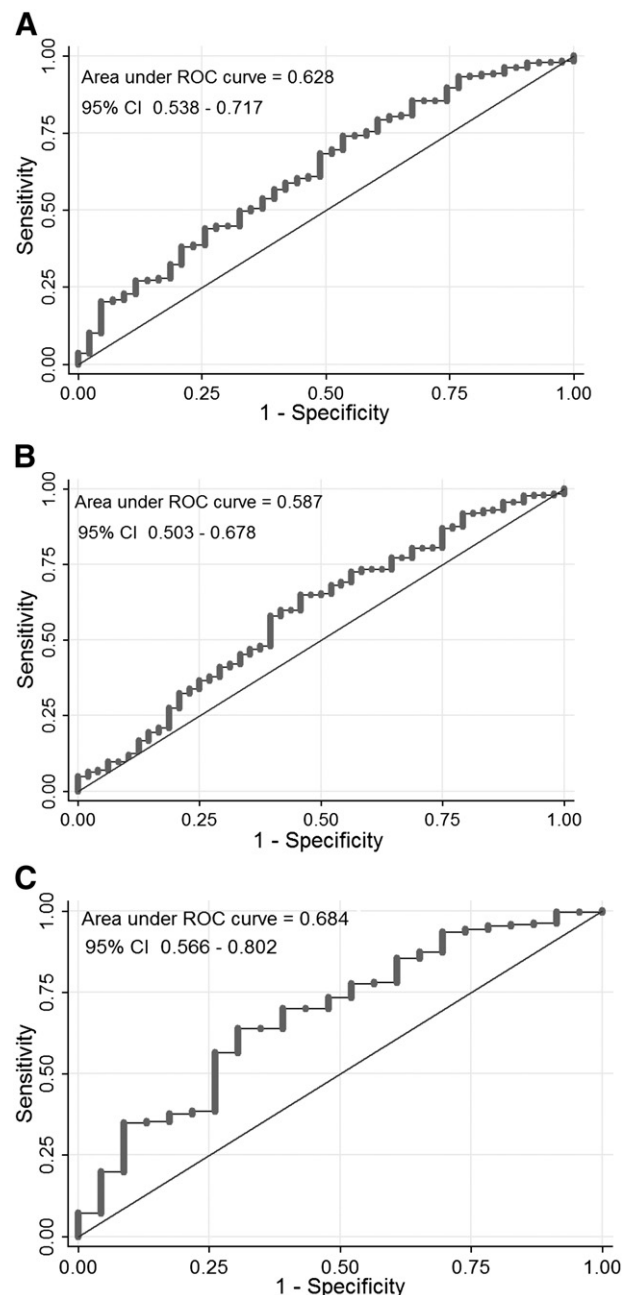 A
Area under ROC curve = 0.628
95% CI 0.538 - 0.717
Sensitivity
1.00
0.75
0.50
0.25
0.00
0.00 0.25 0.50 0.75 1.00
1 - Specificity
B
Area under ROC curve = 0.587
95% CI 0.503 - 0.678
Sensitivity
1.00
0.75
0.50
0.25
0.00
0.00 0.25 0.50 0.75 1.00
1 - Specificity
C
Area under ROC curve = 0.684
95% CI 0.566 - 0.802
Sensitivity
1.00
0.75
0.50
0.25
0.00
0.00 0.25 0.50 0.75 1.00
1 - Specificity